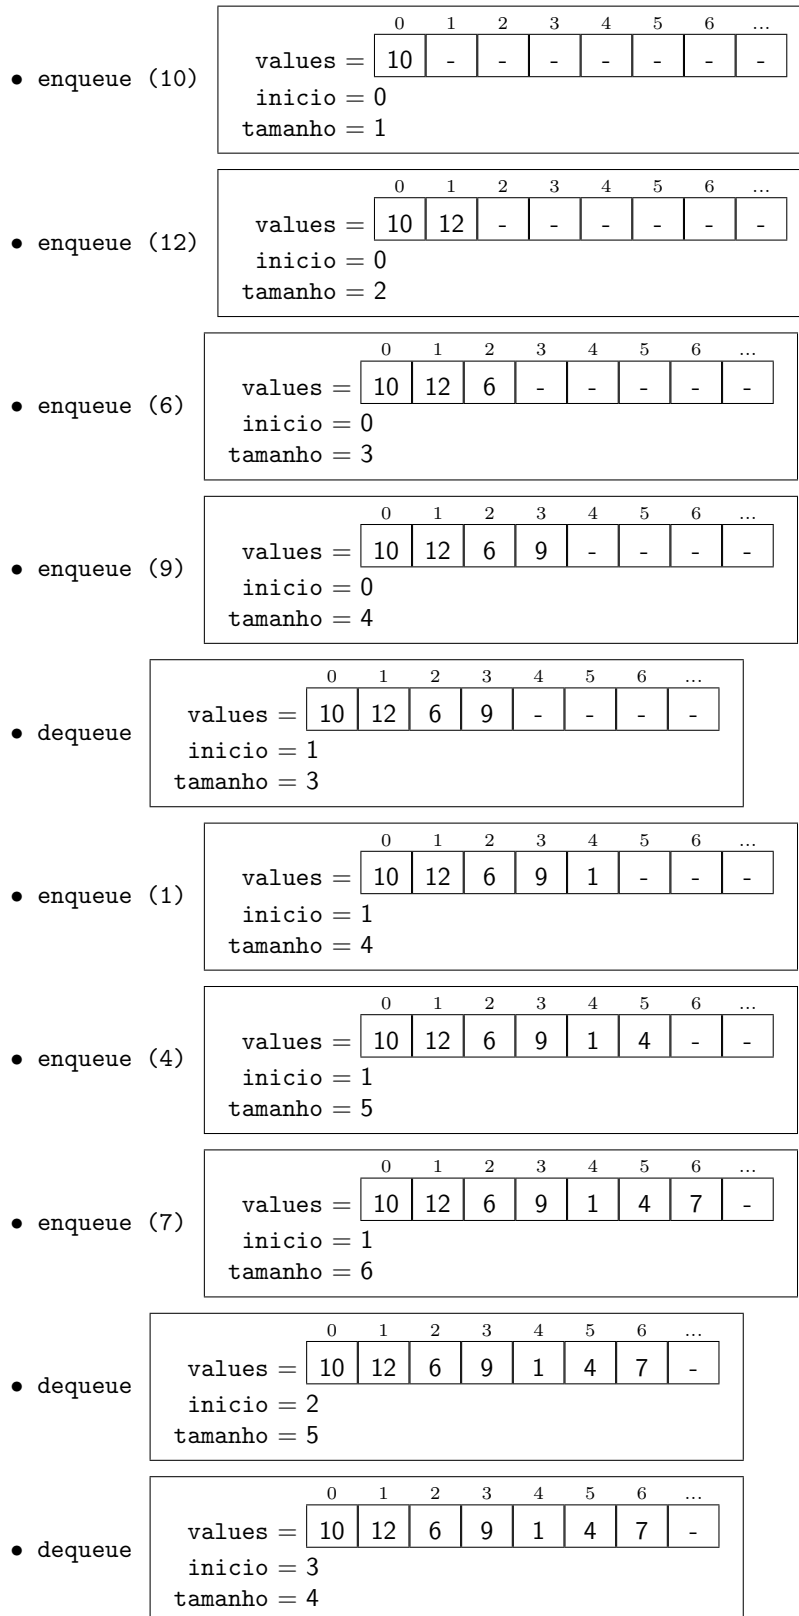 0 1 2 3 4 5 6 ...
• enqueue (10) values = 10 - - - - - - -
inicio = 0
tamanho = 1
0 1 2 3 4 5 6 ...
• enqueue (12) values = 10 12 - - - - - -
inicio = 0
tamanho = 2
0 1 2 3 4 5 6 ...
• enqueue (6) values = 10 12 6 - - - - -
inicio = 0
tamanho = 3
0 1 2 3 4 5 6 ...
• enqueue (9) values = 10 12 6 9 - - - -
inicio = 0
tamanho = 4
0 1 2 3 4 5 6 ...
• dequeue values = 10 12 6 9 - - - -
inicio = 1
tamanho = 3
0 1 2 3 4 5 6 ...
• enqueue (1) values = 10 12 6 9 1 - - -
inicio = 1
tamanho = 4
0 1 2 3 4 5 6 ...
• enqueue (4) values = 10 12 6 9 1 4 - -
inicio = 1
tamanho = 5
0 1 2 3 4 5 6 ...
• enqueue (7) values = 10 12 6 9 1 4 7 -
inicio = 1
tamanho = 6
0 1 2 3 4 5 6 ...
• dequeue values = 10 12 6 9 1 4 7 -
inicio = 2
tamanho = 5
0 1 2 3 4 5 6 ...
• dequeue values = 10 12 6 9 1 4 7 -
inicio = 3
tamanho = 4